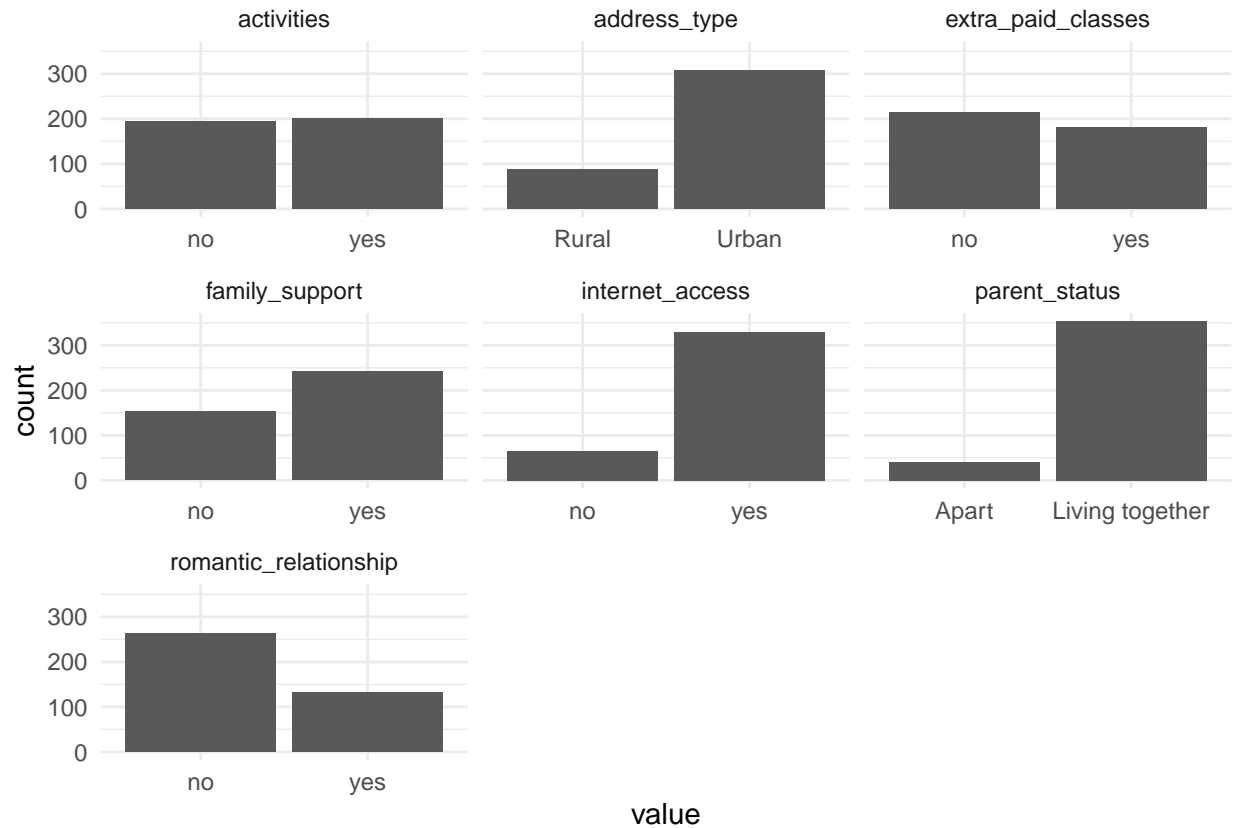 activities address_type extra_paid_classes
300
200
100
0
no yes Rural Urban no yes
family_support internet_access parent_status
count
300
200
100
0
no yes no yes Apart Living together
romantic_relationship
300
200
100
0
no yes
value